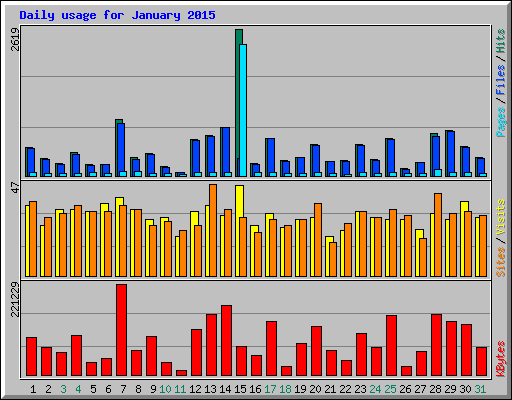 Daily usage for January 2015
2619
Pages / Files / Hits
47
Sites / Visits
221229
KBytes
1 2 3 4 5 6 7 8 9 10 11 12 13 14 15 16 17 18 19 20 21 22 23 24 25 26 27 28 29 30 31